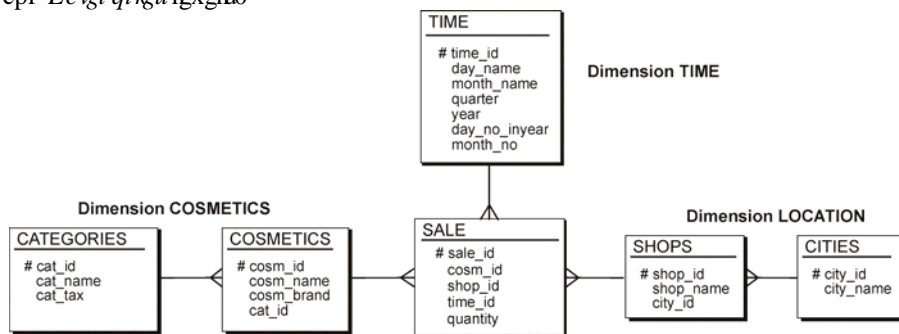 TIME
# time_id
day_name
month_name
quarter
year
day_no_inyear
month_no
Dimension TIME
Dimension COSMETICS
Dimension LOCATION
CATEGORIES
# cat_id
cat_name
cat_tax
COSMETICS
# cosm_id
cosm_name
cosm_brand
cat_id
SALE
# sale_id
cosm_id
shop_id
time_id
quantity
SHOPS
# shop_id
shop_name
city_id
CITIES
# city_id
city_name